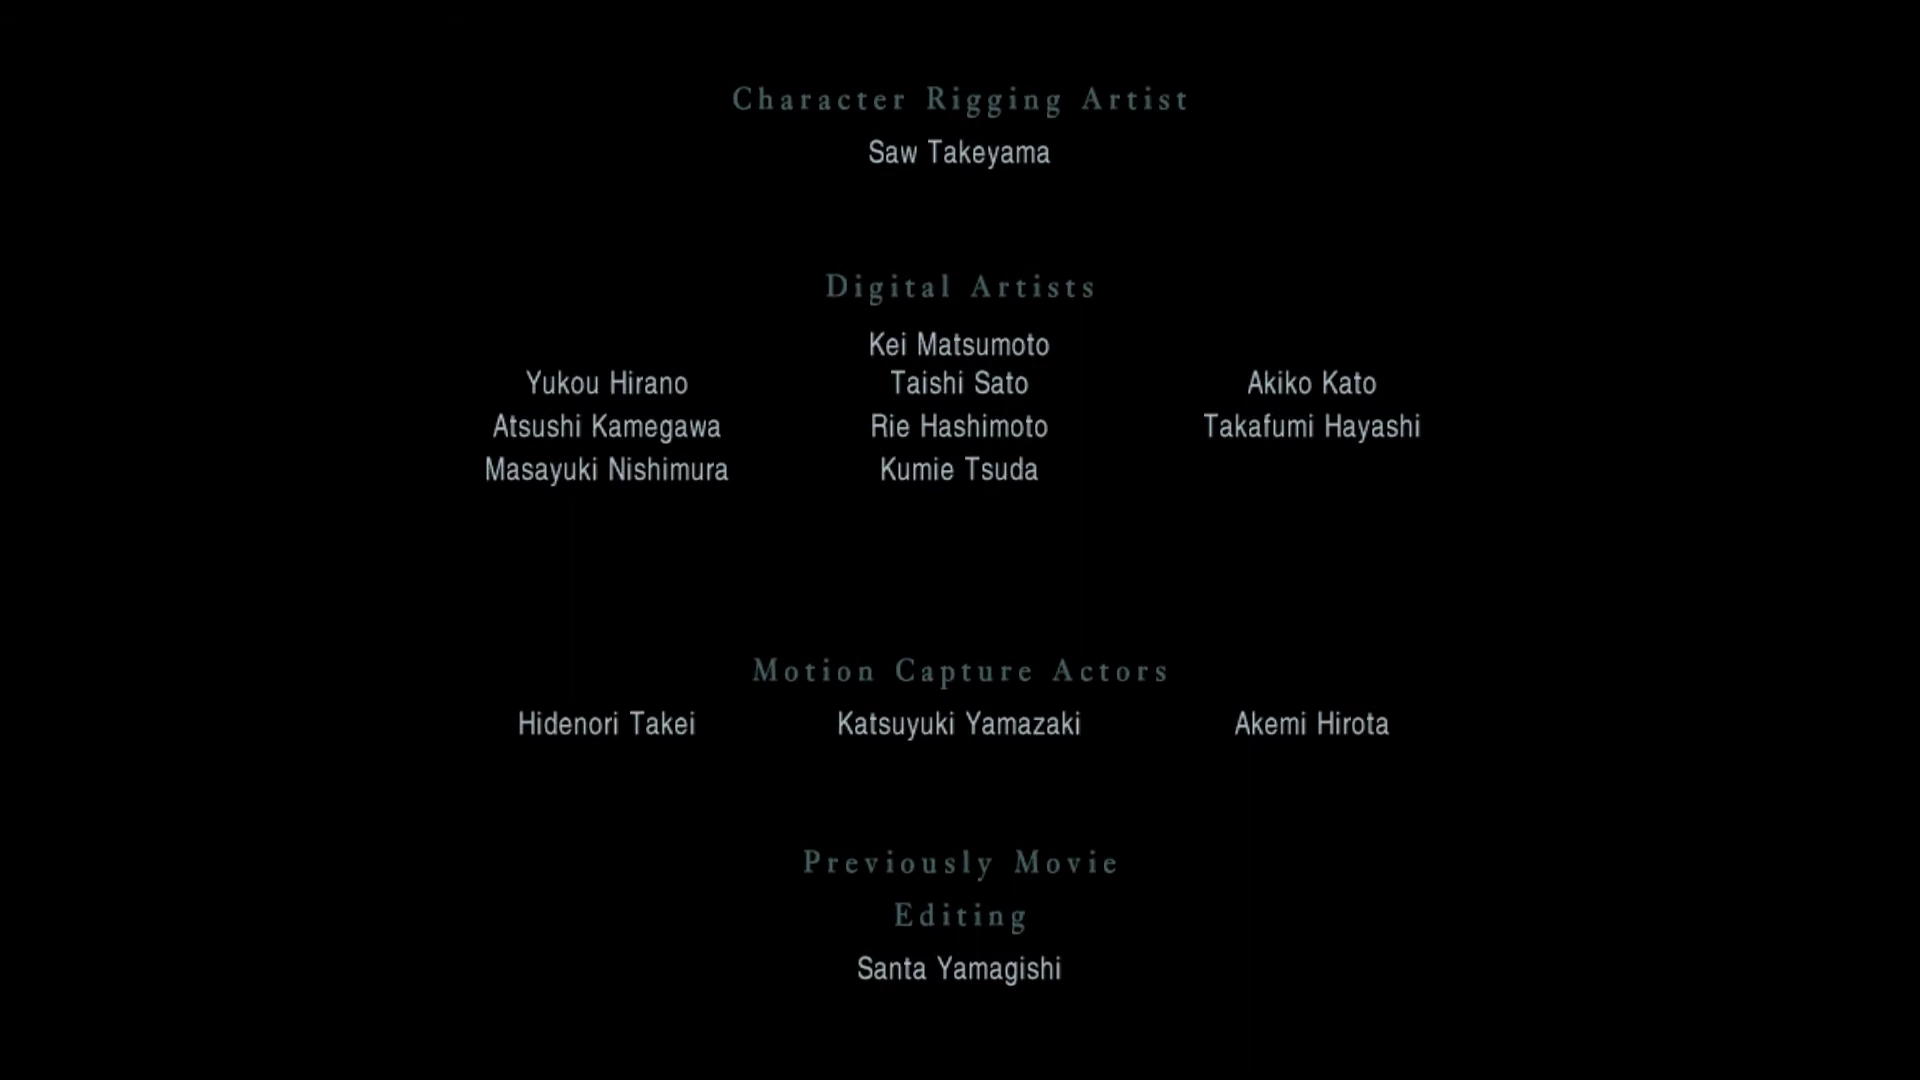 Character Rigging Artist
Saw Takeyama
Digital Artists
Kei Matsumoto
Yukou Hirano Taishi Sato Akiko Kato
Atsushi Kamegawa Rie Hashimoto Takafumi Hayashi
Masayuki Nishimura Kumie Tsuda
Motion Capture Actors
Hidenori Takei Katsuyuki Yamazaki Akemi Hirota
Previously Movie
Editing
Santa Yamagishi